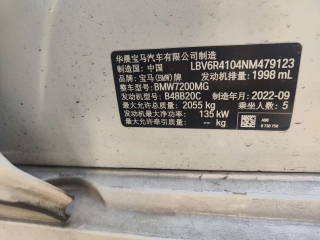 华晨宝马汽车有限公司制造
制造国：中国 LBV6R4104NM479123
品牌：宝马(BMW)牌 发动机排量：1998 mL
整车型号：BMW7200MG
发动机型号：B48B20C 制造年月：2022-09
最大允许总质量：2055 kg 乘坐人数：5
发动机最大净功率：135 kW
最大允许牵引质量：-- kg